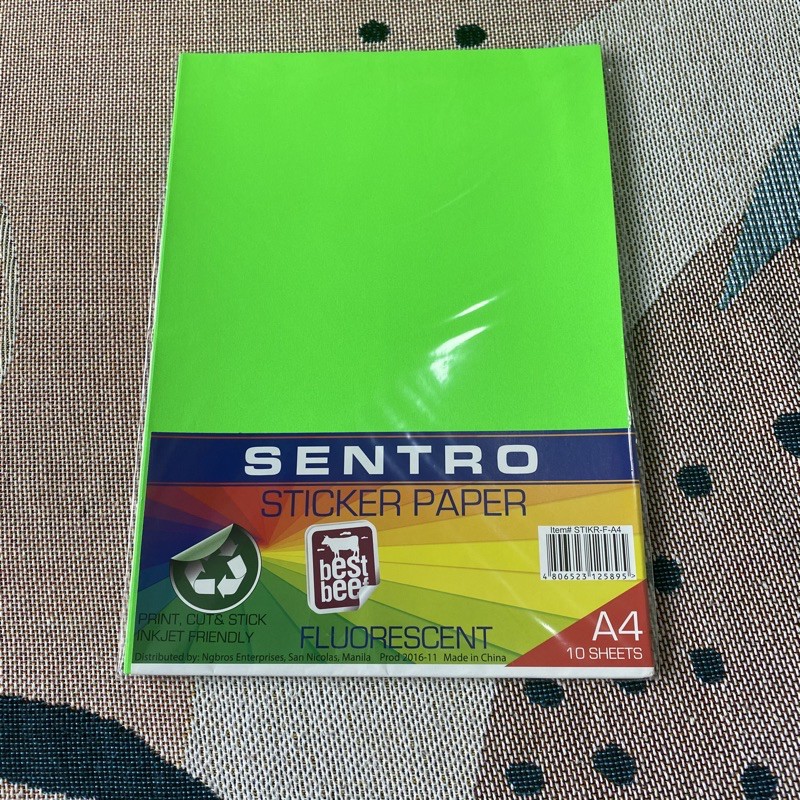 SENTRO
STICKER PAPER
Item# STIKR-F-A4
4 806523 125895 >
best
beef
PRINT, CUT & STICK
INKJET FRIENDLY
FLUORESCENT
A4
10 SHEETS
Distributed by: Ngbros Enterprises, San Nicolas, Manila Prod 2016-11 Made in China